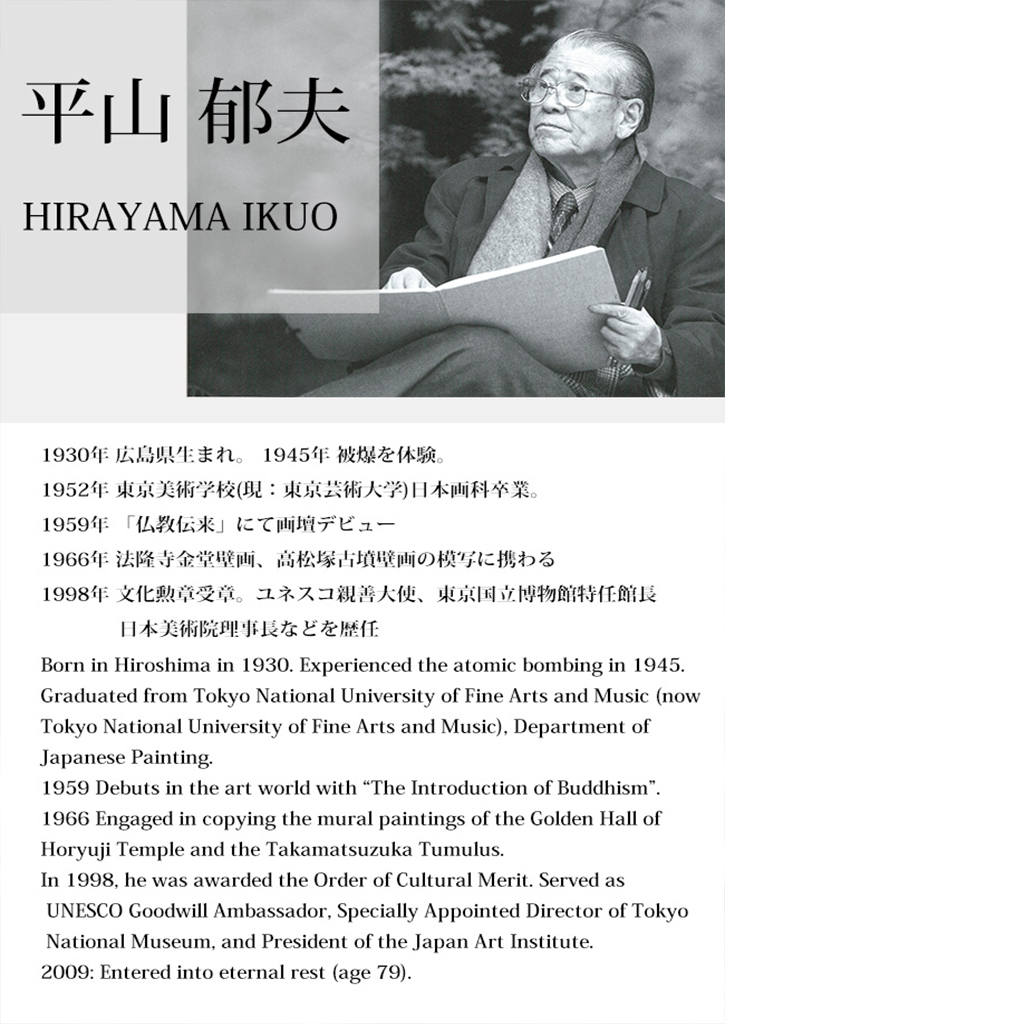 平山 郁夫
HIRAYAMA IKUO
1930年 広島県生まれ。 1945年 被爆を体験。
1952年 東京美術学校(現：東京芸術大学)日本画科卒業。
1959年 「仏教伝来」にて画壇デビュー
1966年 法隆寺金堂壁画、高松塚古墳壁画の模写に携わる
1998年 文化勲章受章。ユネスコ親善大使、東京国立博物館特任館長
日本美術院理事長などを歴任
Born in Hiroshima in 1930. Experienced the atomic bombing in 1945.
Graduated from Tokyo National University of Fine Arts and Music (now
Tokyo National University of Fine Arts and Music), Department of
Japanese Painting.
1959 Debuts in the art world with “The Introduction of Buddhism”.
1966 Engaged in copying the mural paintings of the Golden Hall of
Horyuji Temple and the Takamatsuzuka Tumulus.
In 1998, he was awarded the Order of Cultural Merit. Served as
UNESCO Goodwill Ambassador, Specially Appointed Director of Tokyo
National Museum, and President of the Japan Art Institute.
2009: Entered into eternal rest (age 79).